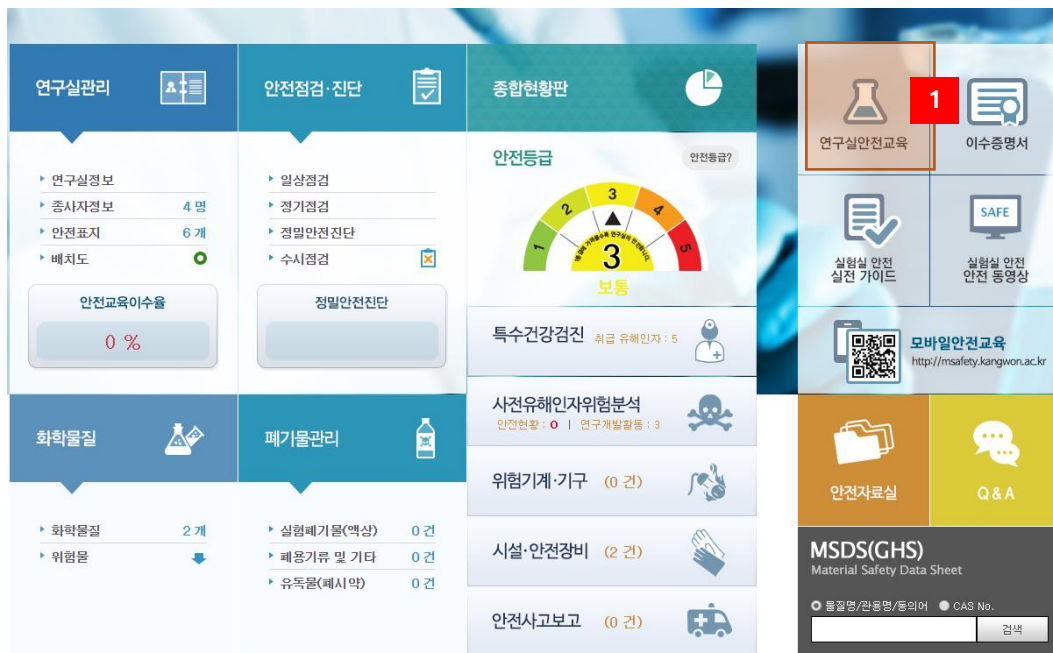 연구실관리
연구실정보
종사자정보 4 명
안전표지 6 개
배치도
안전교육이수율
0 %
안전점검·진단
일상점검
정기점검
정밀안전진단
수시점검
정밀안전진단
종합현황판
안전등급
안전등급?
1
2
3
4
5
3
보통
특수건강검진 취급 유해인자 : 5
사전유해인자위험분석
안전현황 : 0 | 연구개발활동 : 3
위험기계·기구 (0 건)
시설·안전장비 (2 건)
안전사고보고 (0 건)
화학물질
화학물질 2 개
위험물
폐기물관리
실험폐기물(액상) 0 건
폐용기류 및 기타 0 건
유독물(폐시약) 0 건
연구실안전교육
1
이수증명서
실험실 안전
실전 가이드
SAFE
실험실 안전
안전 동영상
모바일안전교육
http://msafety.kangwon.ac.kr
안전자료실
Q & A
MSDS(GHS)
Material Safety Data Sheet
물질명/관용명/동의어 CAS No.
검색